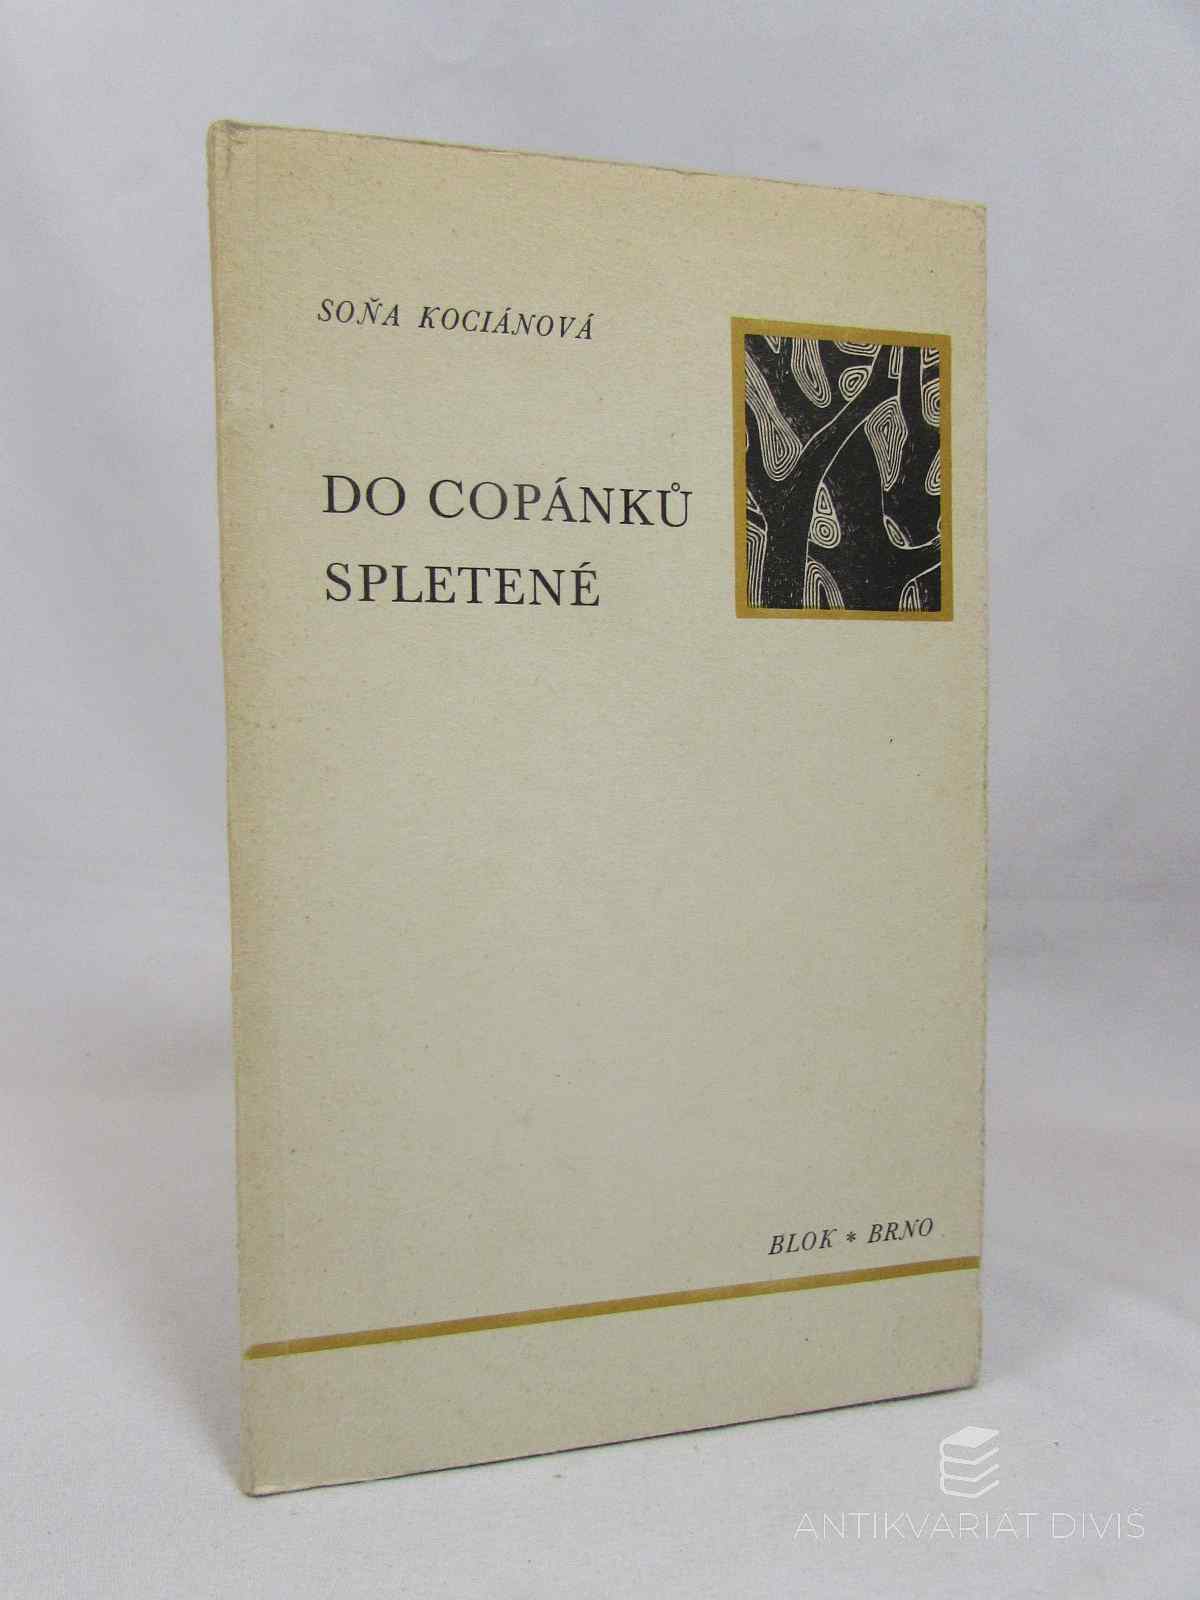 SOŇA KOCIÁNOVÁ
DO COPÁNKŮ
SPLETENÉ
BLOK * BRNO
ANTIKVARIÁT DIVIŠ